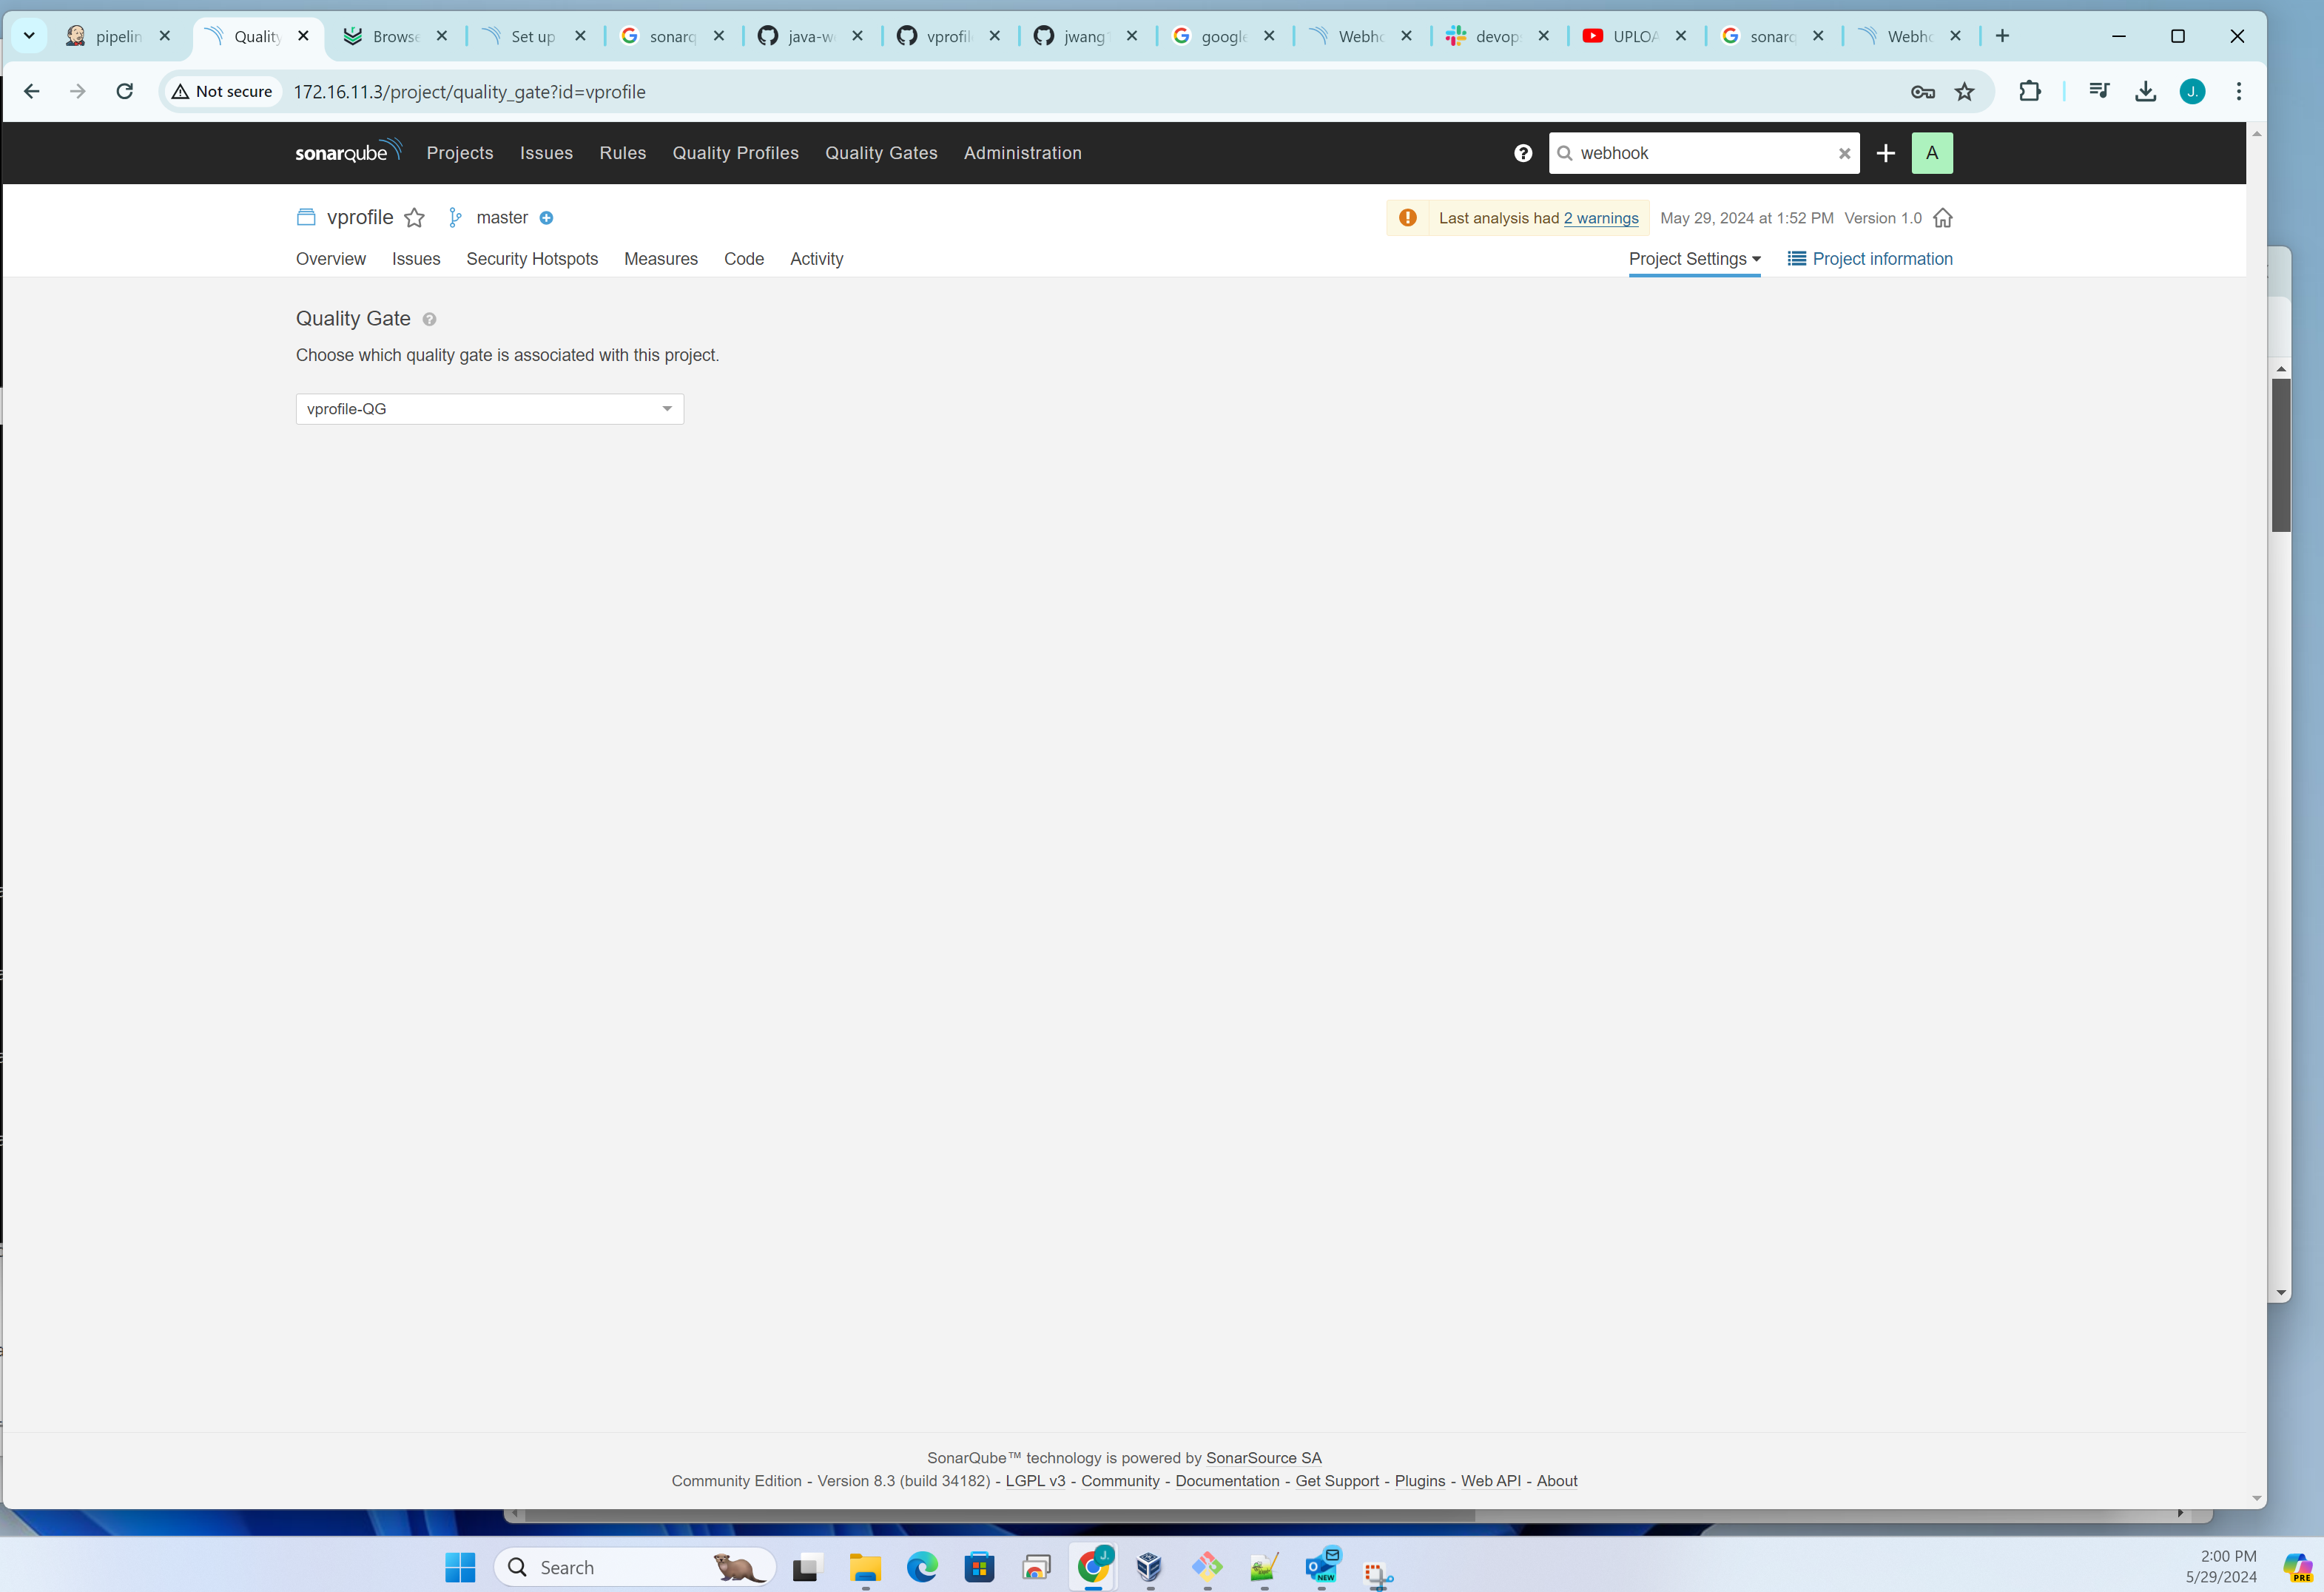 pipelin
Quality
Browse
Set up
sonarq
java-w
vprofil
jwang
google
Webho
devop
UPLOA
sonarq
Webho
Not secure
172.16.11.3/project/quality_gate?id=vprofile
J.
sonarqube
Projects
Issues
Rules
Quality Profiles
Quality Gates
Administration
webhook
A
vprofile
master
Last analysis had 2 warnings
May 29, 2024 at 1:52 PM
Version 1.0
Overview
Issues
Security Hotspots
Measures
Code
Activity
Project Settings
Project information
Quality Gate
Choose which quality gate is associated with this project.
vprofile-QG
SonarQube™ technology is powered by SonarSource SA
Community Edition - Version 8.3 (build 34182) - LGPL v3 - Community - Documentation - Get Support - Plugins - Web API - About
Search
J.
NEW
2:00 PM
5/29/2024
PRE